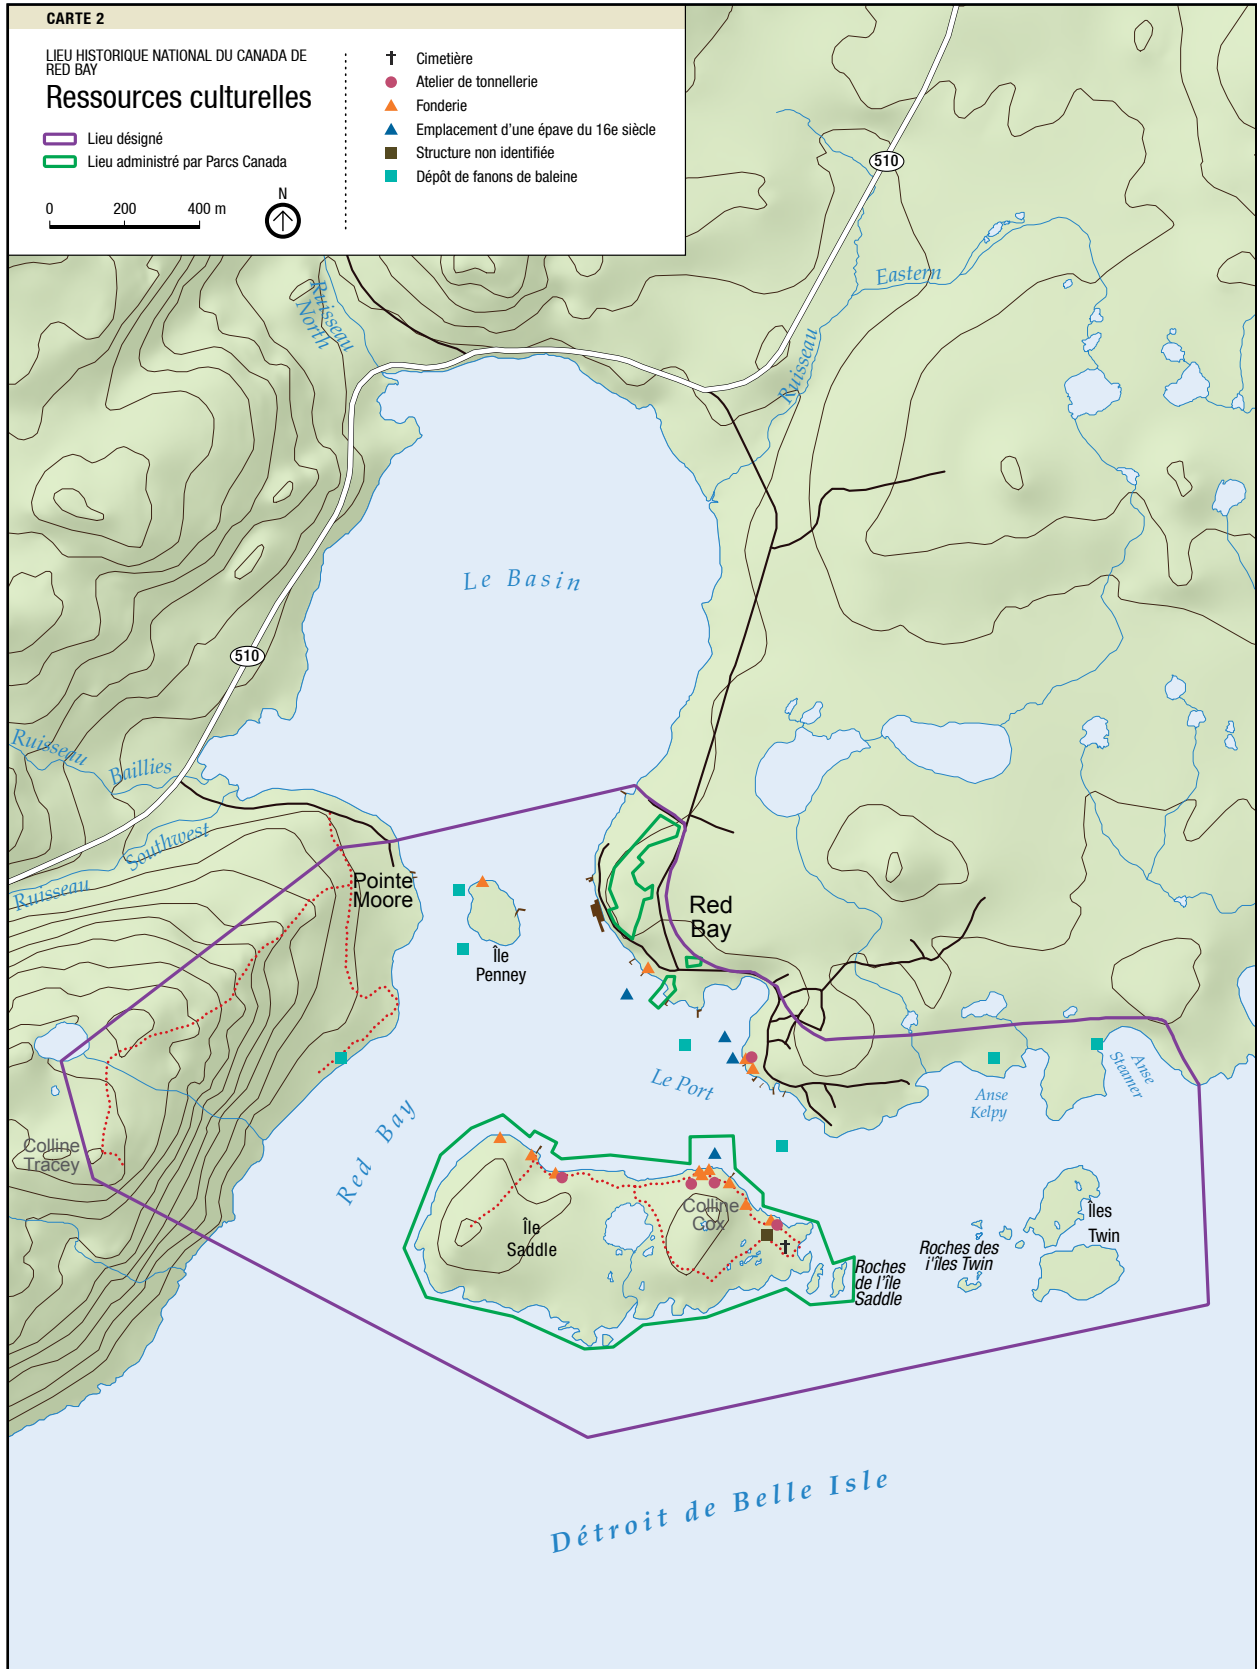 CARTE 2
LIEU HISTORIQUE NATIONAL DU CANADA DE
RED BAY
Ressources culturelles
Lieu désigné
Lieu administré par Parcs Canada
0 200 400 m
N
Cimetière
Atelier de tonnellerie
Fonderie
Emplacement d'une épave du 16e siècle
Structure non identifiée
Dépôt de fanons de baleine
510
Ruisseau
North
Eastern
Ruisseau
Le Basin
510
Ruisseau
Baillies
Southwest
Ruisseau
Pointe
Moore
Île
Penney
Red
Bay
Le Port
Anse
Steamer
Anse
Kelpy
Colline
Tracey
Red Bay
Île
Saddle
Colline
Cox
Roches
de l'île
Saddle
Roches des
i'îles Twin
Îles
Twin
Détroit de Belle Isle